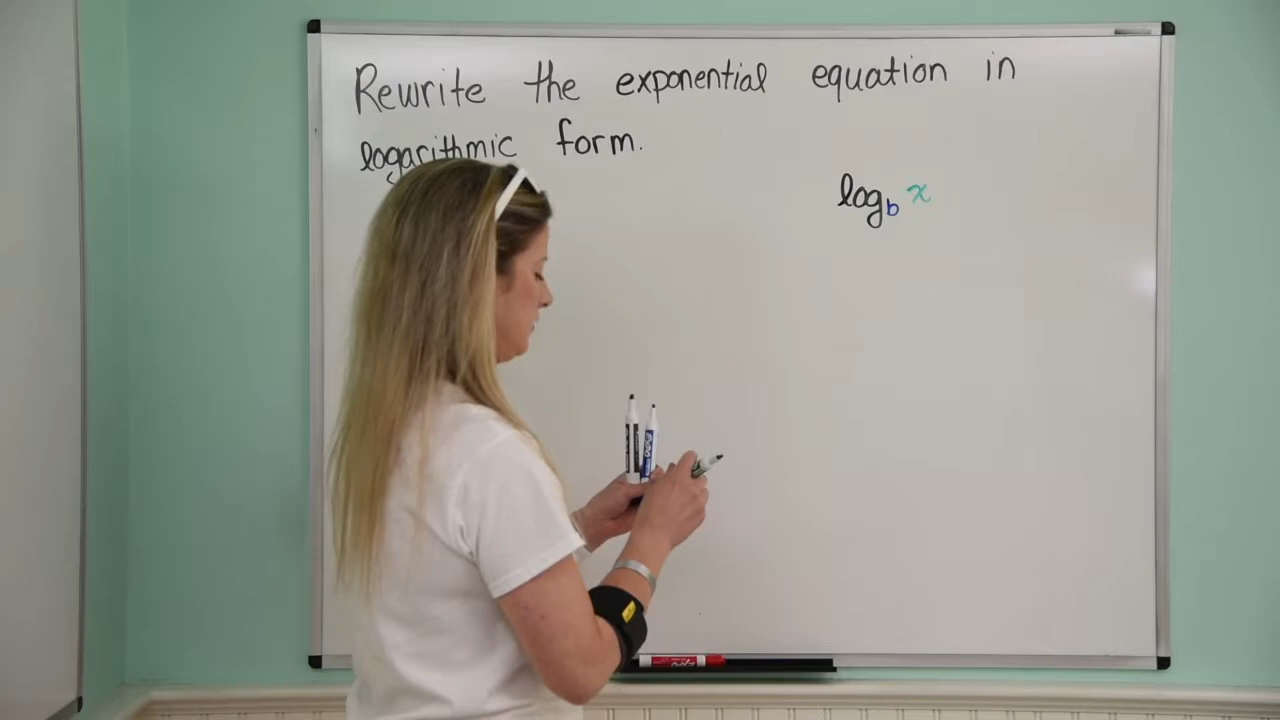 Rewrite the exponential equation in
logarithmic form.
log_b x